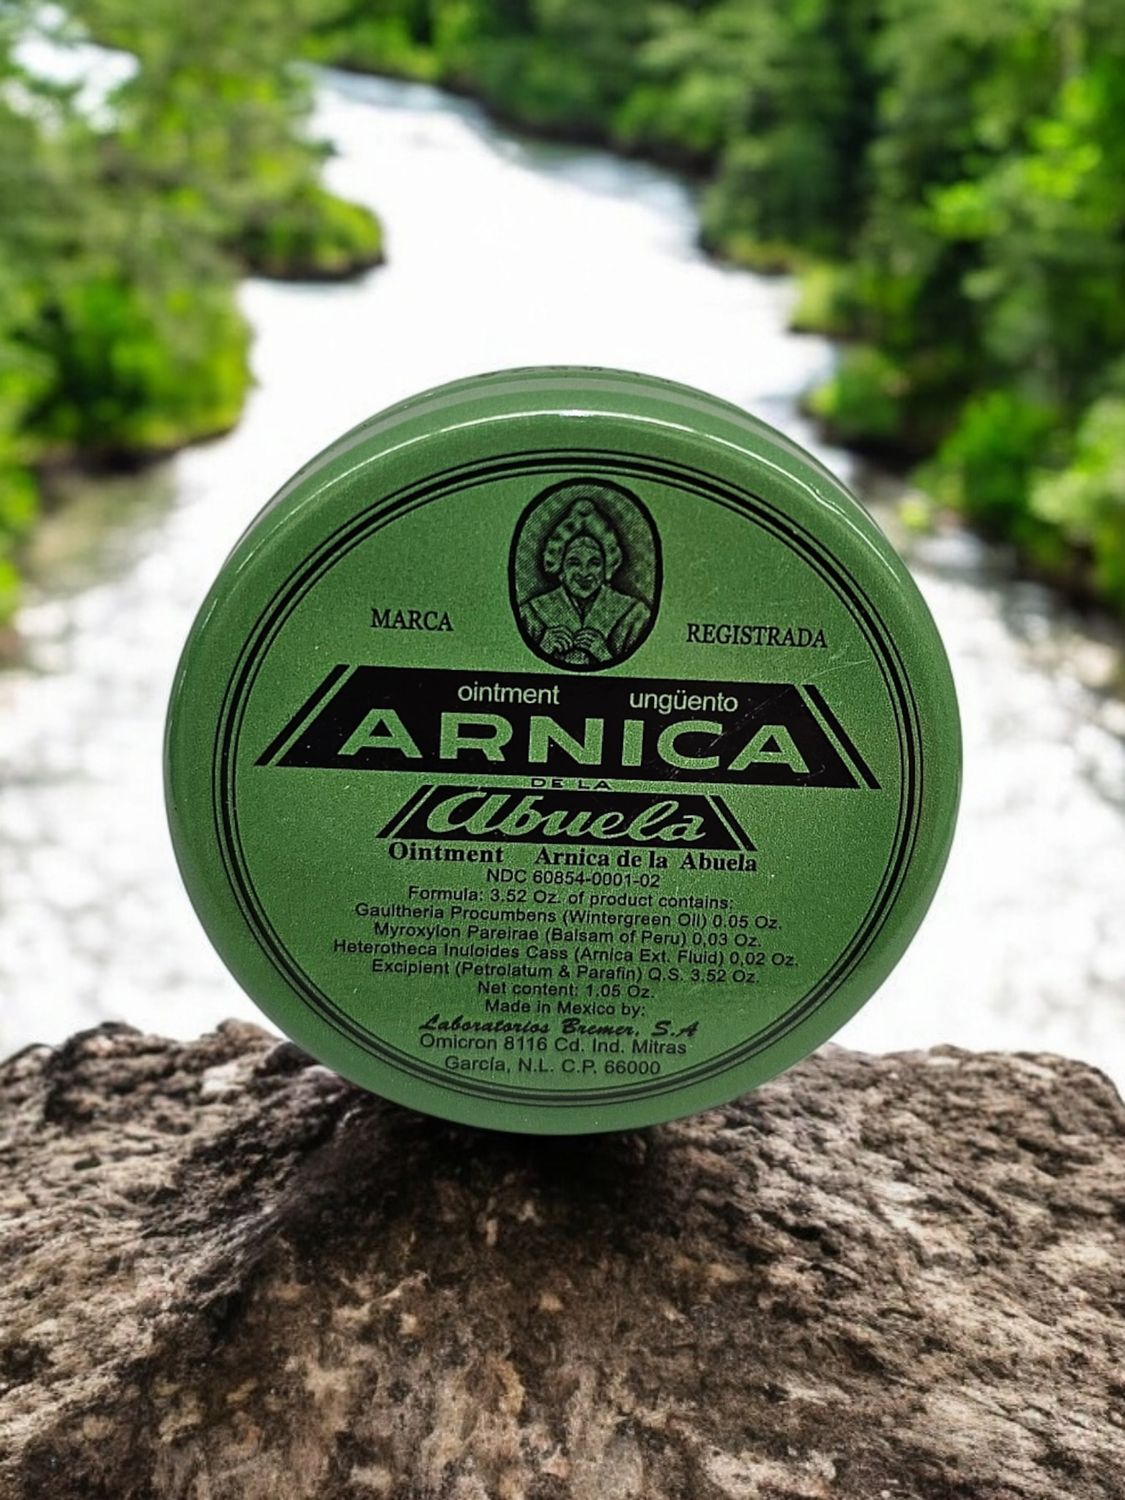 MARCA REGISTRADA
ointment ungüento
ARNICA
DE LA
Abuela
Ointment Arnica de la Abuela
NDC 60854-0001-02
Formula: 3.52 Oz. of product contains:
Gaultheria Procumbens (Wintergreen Oil) 0.05 Oz.
Myroxylon Pareirae (Balsam of Peru) 0,03 Oz.
Heterotheca Inuloides Cass (Arnica Ext. Fluid) 0,02 Oz.
Excipient (Petrolatum & Parafin) Q.S. 3.52 Oz.
Net content: 1.05 Oz.
Made in Mexico by:
Laboratorios Bremer, S.A
Omicron 8116 Cd. Ind. Mitras
García, N.L. C.P. 66000